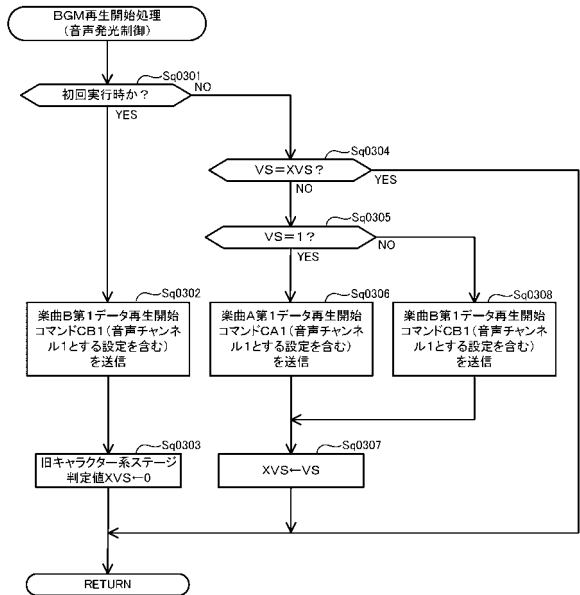 BGM再生開始処理
(音声発光制御)
Sq0301
初回実行時か？
NO
YES
Sq0304
VS＝XVS？
YES
NO
Sq0305
VS＝1？
NO
YES
Sq0302
楽曲B第1データ再生開始
コマンドCB1(音声チャンネ
ル1とする設定を含む)
を送信
Sq0306
楽曲A第1データ再生開始
コマンドCA1(音声チャンネ
ル1とする設定を含む)
を送信
Sq0308
楽曲B第1データ再生開始
コマンドCB1(音声チャンネ
ル1とする設定を含む)
を送信
Sq0303
旧キャラクター系ステージ
判定値XVS←0
Sq0307
XVS←VS
RETURN